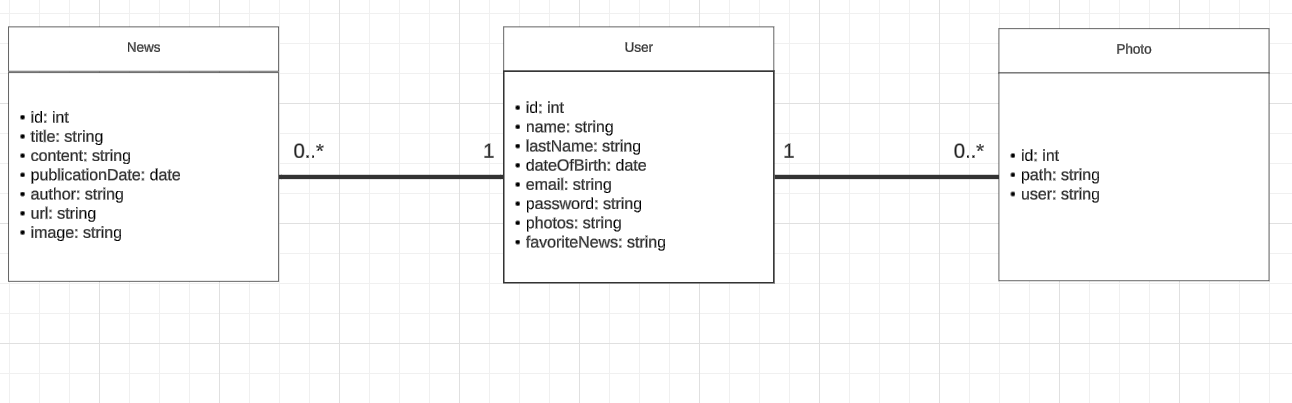 News
• id: int
• title: string
• content: string
• publicationDate: date
• author: string
• url: string
• image: string
0..*
1
User
• id: int
• name: string
• lastName: string
• dateOfBirth: date
• email: string
• password: string
• photos: string
• favoriteNews: string
1
0..*
Photo
• id: int
• path: string
• user: string